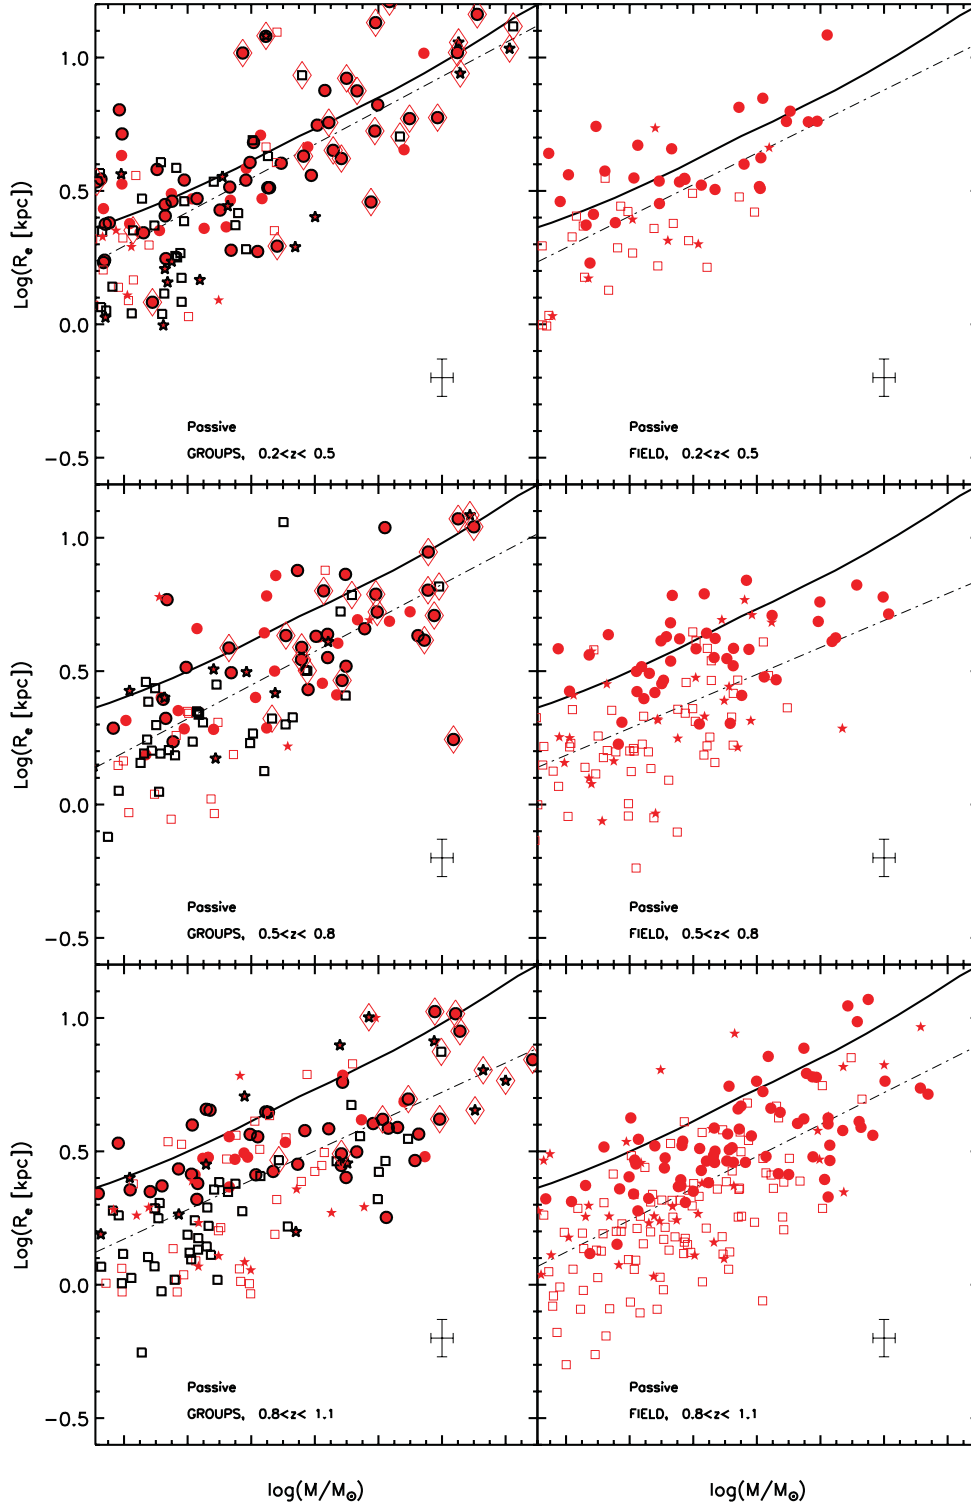 1.0
0.5
0.0
−0.5
Log(Re [kpc])
Passive
GROUPS, 0.2<z< 0.5
Passive
FIELD, 0.2<z< 0.5
1.0
0.5
0.0
−0.5
Log(Re [kpc])
Passive
GROUPS, 0.5<z< 0.8
Passive
FIELD, 0.5<z< 0.8
1.0
0.5
0.0
−0.5
Log(Re [kpc])
Passive
GROUPS, 0.8<z< 1.1
Passive
FIELD, 0.8<z< 1.1
log(M/M⊙)
log(M/M⊙)